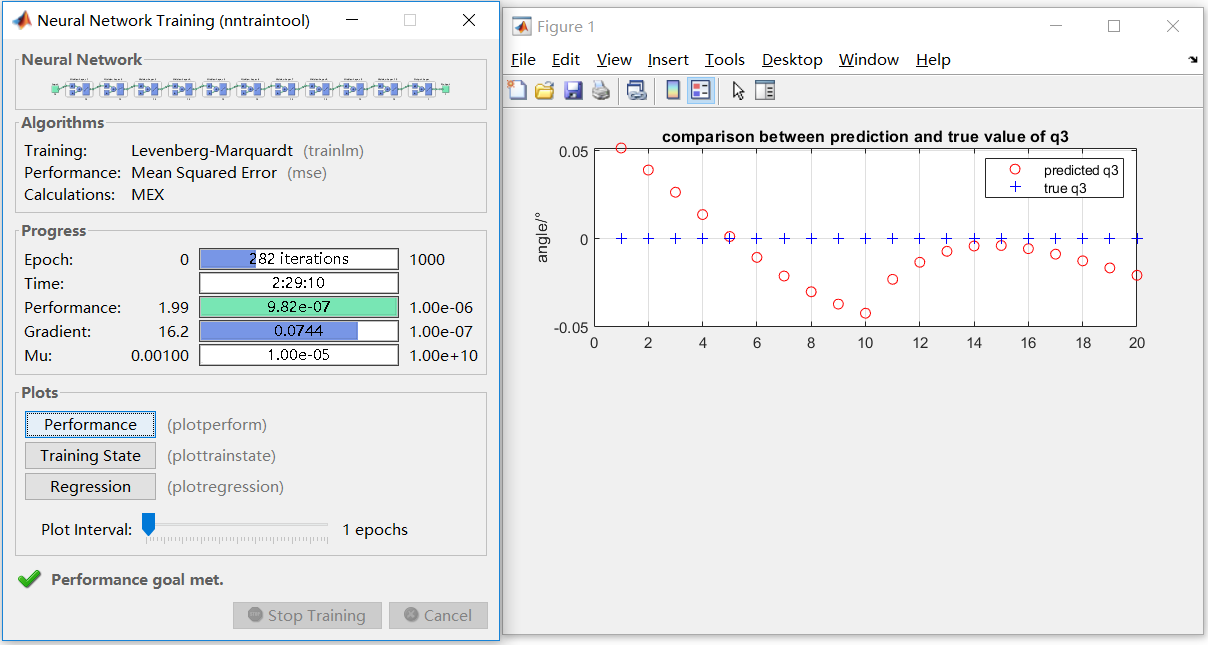 Neural Network Training (nntraintool)
Neural Network
Algorithms
Training: Levenberg-Marquardt (trainlm)
Performance: Mean Squared Error (mse)
Calculations: MEX
Progress
Epoch: 0 282 iterations 1000
Time: 2:29:10
Performance: 1.99 9.82e-07 1.00e-06
Gradient: 16.2 0.0744 1.00e-07
Mu: 0.00100 1.00e-05 1.00e+10
Plots
Performance (plotperform)
Training State (plottrainstate)
Regression (plotregression)
Plot Interval: 1 epochs
Performance goal met.
Stop Training Cancel
Figure 1
File Edit View Insert Tools Desktop Window Help
comparison between prediction and true value of q3
predicted q3
true q3
angle/°
0.05
0
-0.05
0 2 4 6 8 10 12 14 16 18 20